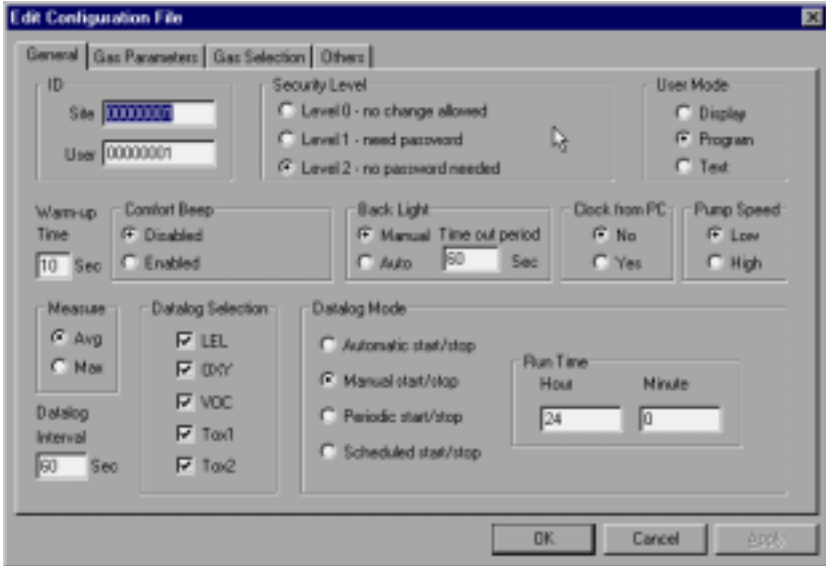 Edit Configuration File
General Gas Parameters Gas Selection Others
ID
Site 00000001
User 00000001
Security Level
Level 0 - no change allowed
Level 1 - need password
Level 2 - no password needed
User Mode
Display
Program
Text
Warm-up
Time
10 Sec
Comfort Beep
Disabled
Enabled
Back Light
Manual Time out period
Auto 60 Sec
Clock from PC
No
Yes
Pump Speed
Low
High
Measure
Avg
Max
Datalog
Interval
60 Sec
Datalog Selection
LEL
OXY
VOC
Tox1
Tox2
Datalog Mode
Automatic start/stop
Manual start/stop
Periodic start/stop
Scheduled start/stop
Run Time
Hour Minute
24 0
OK Cancel Apply